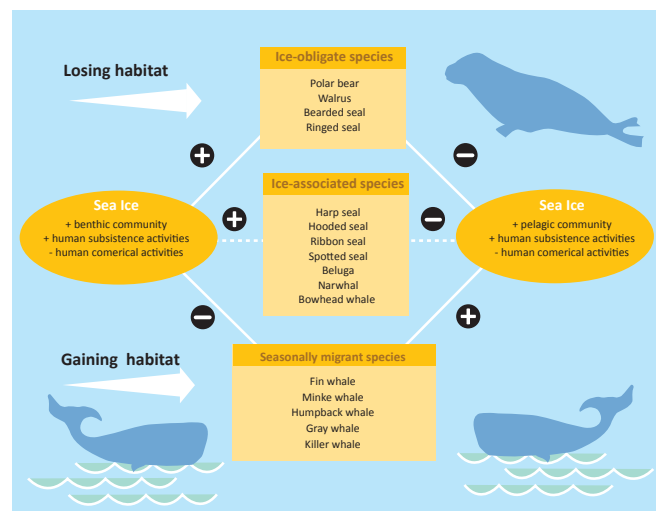 Ice-obligate species
Losing habitat
Polar bear
Walrus
Bearded seal
Ringed seal
+
−
Ice-associated species
Sea Ice
+ benthic community
+ human subsistence activities
- human comerical activities
+
Harp seal
Hooded seal
Ribbon seal
Spotted seal
Beluga
Narwhal
Bowhead whale
−
Sea Ice
+ pelagic community
+ human subsistence activities
- human comerical activities
−
+
Gaining habitat
Seasonally migrant species
Fin whale
Minke whale
Humpback whale
Gray whale
Killer whale